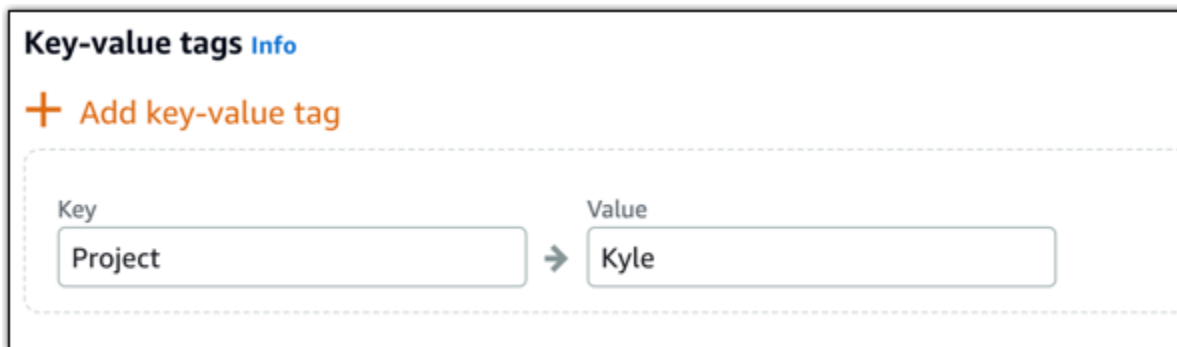 Key-value tags Info
+ Add key-value tag
Key Value
Project → Kyle